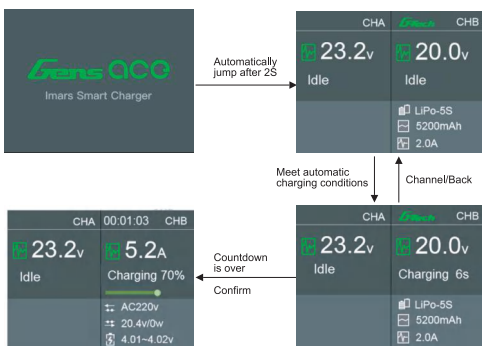 Gens ace
Imars Smart Charger
Automatically
jump after 2S
CHA G-Tech CHB
23.2v 20.0v
Idle Idle
LiPo-5S
5200mAh
2.0A
Meet automatic
charging conditions
Channel/Back
CHA G-Tech CHB
23.2v 20.0v
Idle Charging 6s
LiPo-5S
5200mAh
2.0A
Countdown
is over
Confirm
CHA 00:01:03 CHB
23.2v 5.2A
Idle Charging 70%
AC220v
20.4v/0w
4.01~4.02v